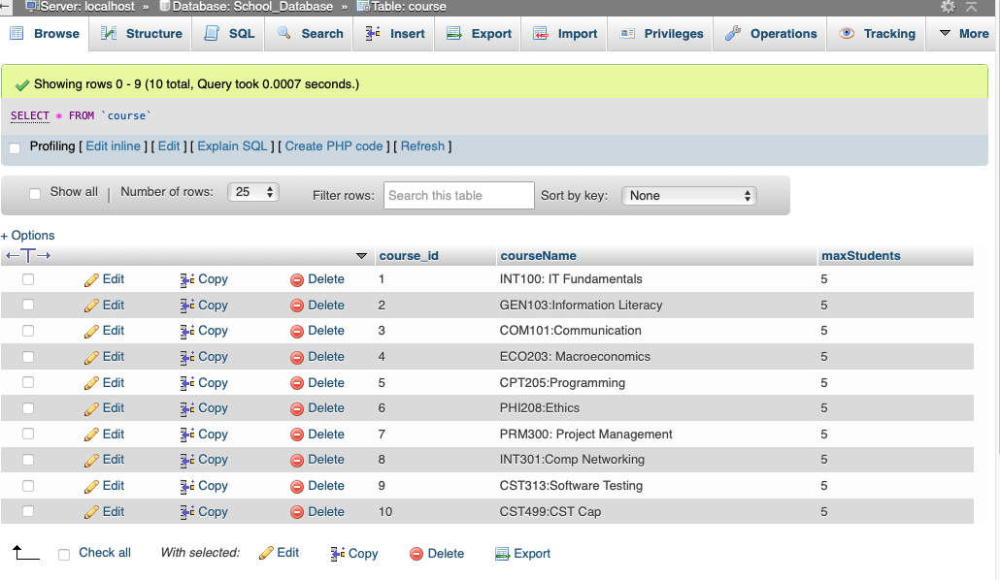 Server: localhost » Database: School_Database » Table: course
Browse Structure SQL Search Insert Export Import Privileges Operations Tracking More
Showing rows 0 - 9 (10 total, Query took 0.0007 seconds.)
SELECT * FROM `course`
Profiling [ Edit inline ] [ Edit ] [ Explain SQL ] [ Create PHP code ] [ Refresh ]
Show all | Number of rows: 25 Filter rows: Search this table Sort by key: None
+ Options
←T→ course_id courseName maxStudents
Edit Copy Delete 1 INT100: IT Fundamentals 5
Edit Copy Delete 2 GEN103:Information Literacy 5
Edit Copy Delete 3 COM101:Communication 5
Edit Copy Delete 4 ECO203: Macroeconomics 5
Edit Copy Delete 5 CPT205:Programming 5
Edit Copy Delete 6 PHI208:Ethics 5
Edit Copy Delete 7 PRM300: Project Management 5
Edit Copy Delete 8 INT301:Comp Networking 5
Edit Copy Delete 9 CST313:Software Testing 5
Edit Copy Delete 10 CST499:CST Cap 5
Check all With selected: Edit Copy Delete Export